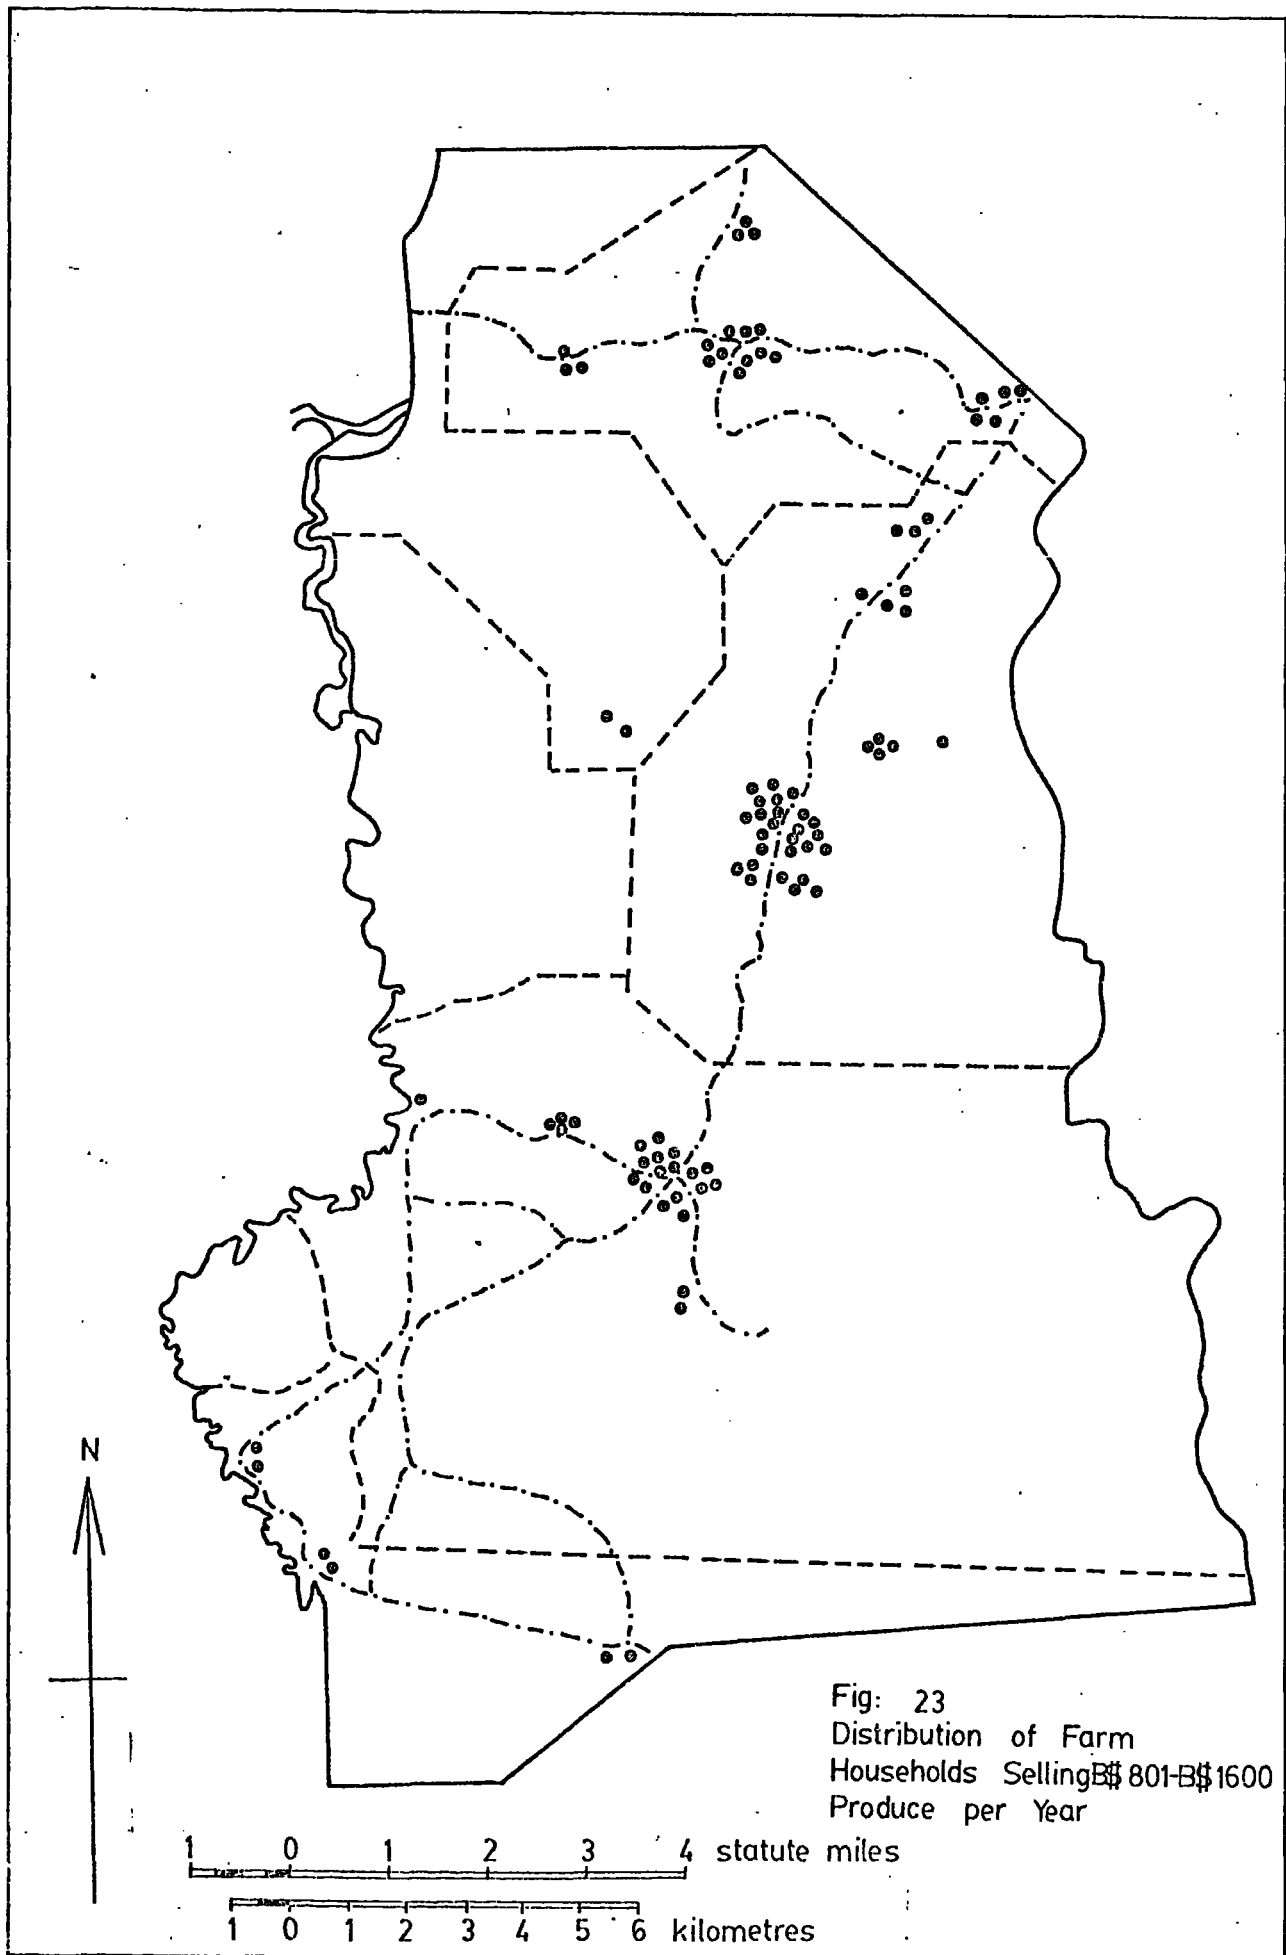 N
Fig: 23
Distribution of Farm
Households Selling B$ 801-B$ 1600
Produce per Year
1 0 1 2 3 4 statute miles
1 0 1 2 3 4 5 6 kilometres